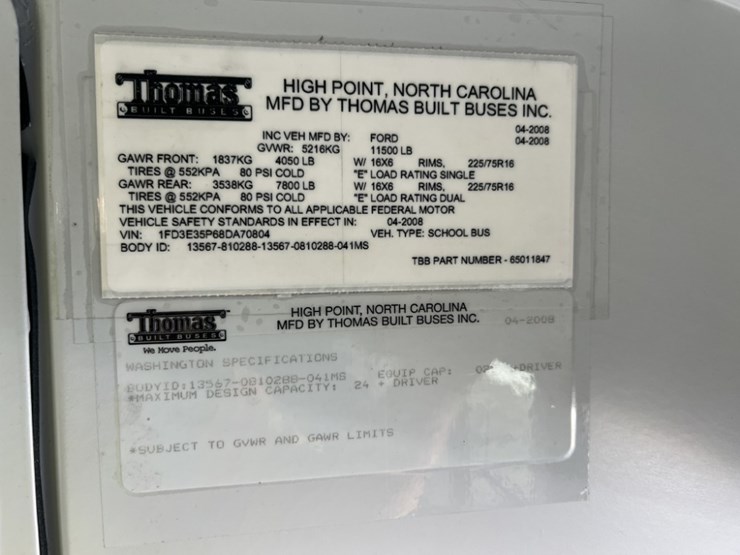 Thomas
BUILT BUSES
HIGH POINT, NORTH CAROLINA
MFD BY THOMAS BUILT BUSES INC.
04-2008
INC VEH MFD BY: FORD 04-2008
GVWR: 5216KG 11500 LB
GAWR FRONT: 1837KG 4050 LB W/ 16X6 RIMS, 225/75R16
TIRES @ 552KPA 80 PSI COLD "E" LOAD RATING SINGLE
GAWR REAR: 3538KG 7800 LB W/ 16X6 RIMS, 225/75R16
TIRES @ 552KPA 80 PSI COLD "E" LOAD RATING DUAL
THIS VEHICLE CONFORMS TO ALL APPLICABLE FEDERAL MOTOR
VEHICLE SAFETY STANDARDS IN EFFECT IN: 04-2008
VIN: 1FD3E35P68DA70804 VEH. TYPE: SCHOOL BUS
BODY ID: 13567-810288-13567-0810288-041MS
TBB PART NUMBER - 65011847
Thomas
BUILT BUSES
We Move People.
HIGH POINT, NORTH CAROLINA
MFD BY THOMAS BUILT BUSES INC. 04-2008
WASHINGTON SPECIFICATIONS
BODYID:13567-0810288-041MS EQUIP CAP: +DRIVER
*MAXIMUM DESIGN CAPACITY: 24 + DRIVER
*SUBJECT TO GVWR AND GAWR LIMITS